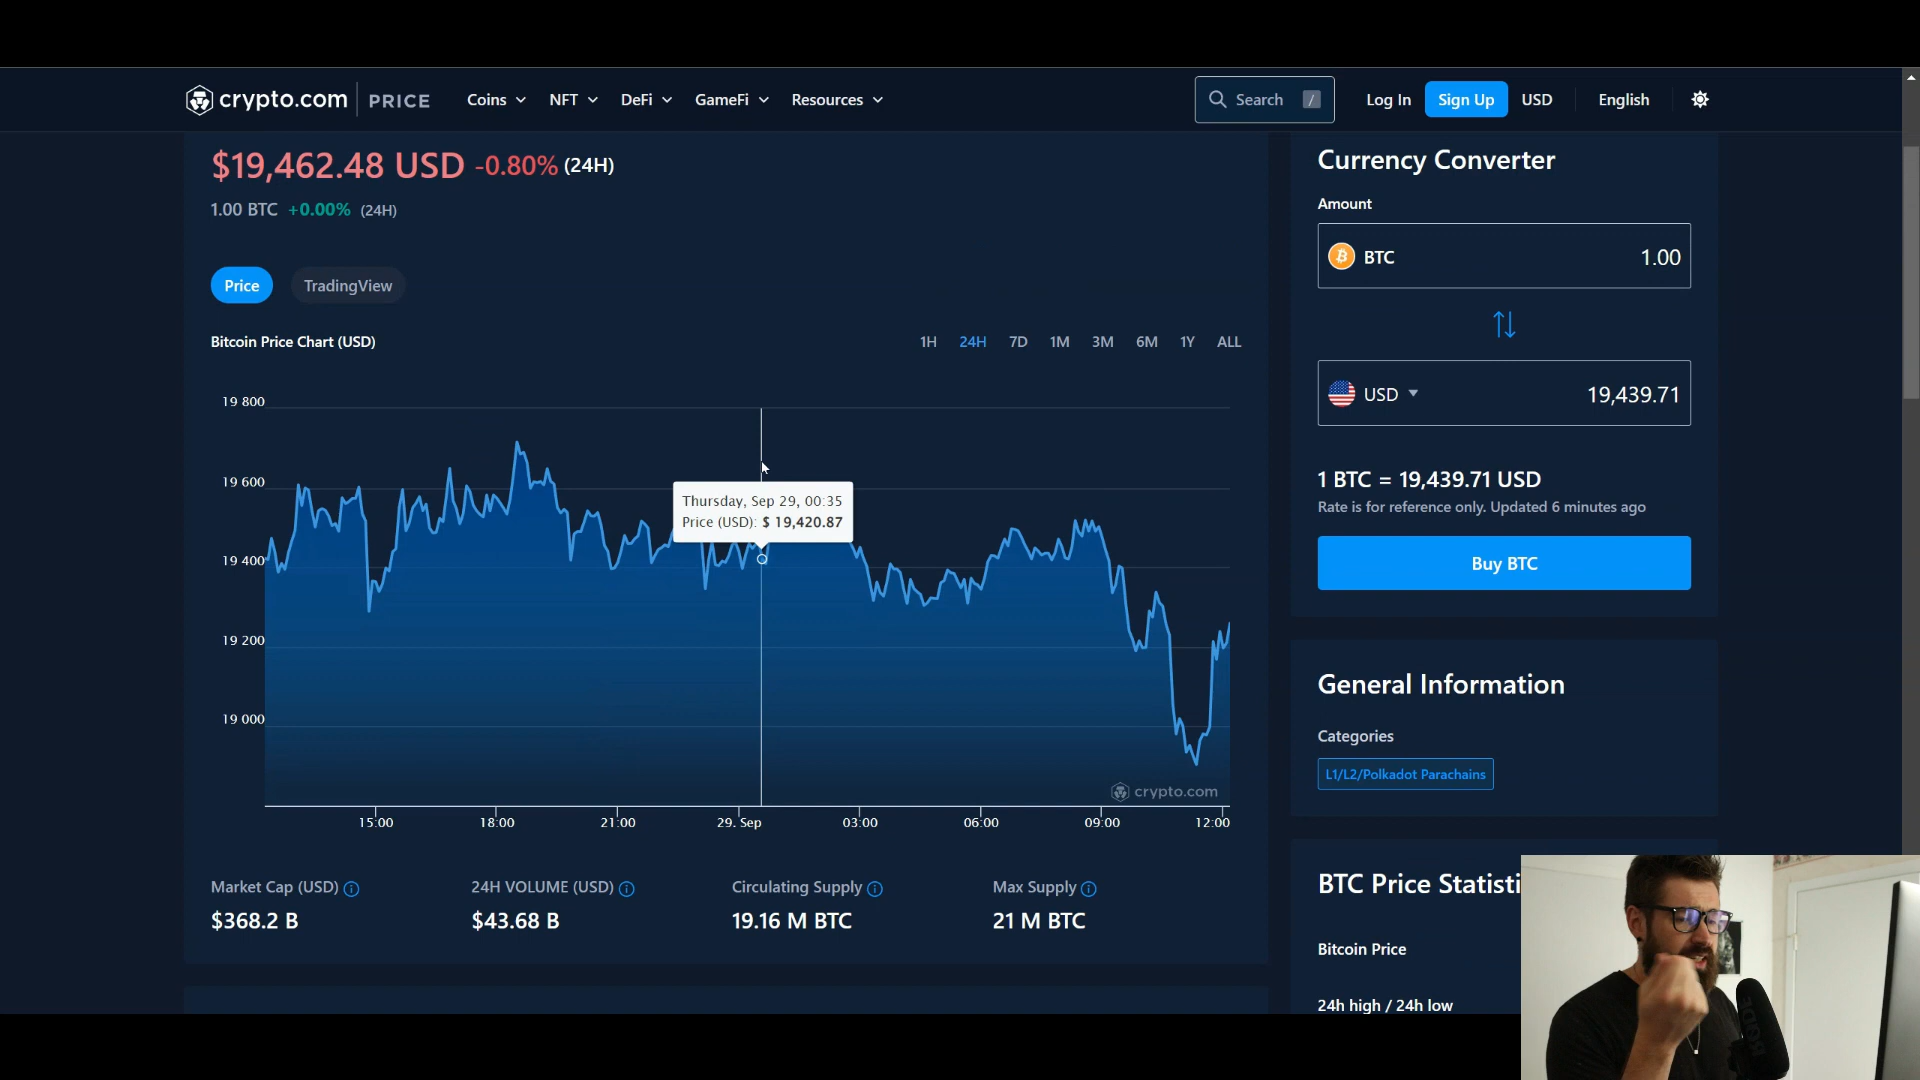 crypto.com PRICE Coins NFT DeFi GameFi Resources Search / Log In Sign Up USD English
$19,462.48 USD -0.80% (24H)
1.00 BTC +0.00% (24H)
Price TradingView
Bitcoin Price Chart (USD) 1H 24H 7D 1M 3M 6M 1Y ALL
19 800
19 600
19 400
19 200
19 000
Thursday, Sep 29, 00:35
Price (USD): $ 19,420.87
crypto.com
15:00 18:00 21:00 29. Sep 03:00 06:00 09:00 12:00
Market Cap (USD) 24H VOLUME (USD) Circulating Supply Max Supply
$368.2 B $43.68 B 19.16 M BTC 21 M BTC
Currency Converter
Amount
BTC 1.00
USD 19,439.71
1 BTC = 19,439.71 USD
Rate is for reference only. Updated 6 minutes ago
Buy BTC
General Information
Categories
L1/L2/Polkadot Parachains
BTC Price Statisti
Bitcoin Price
24h high / 24h low
RØDE